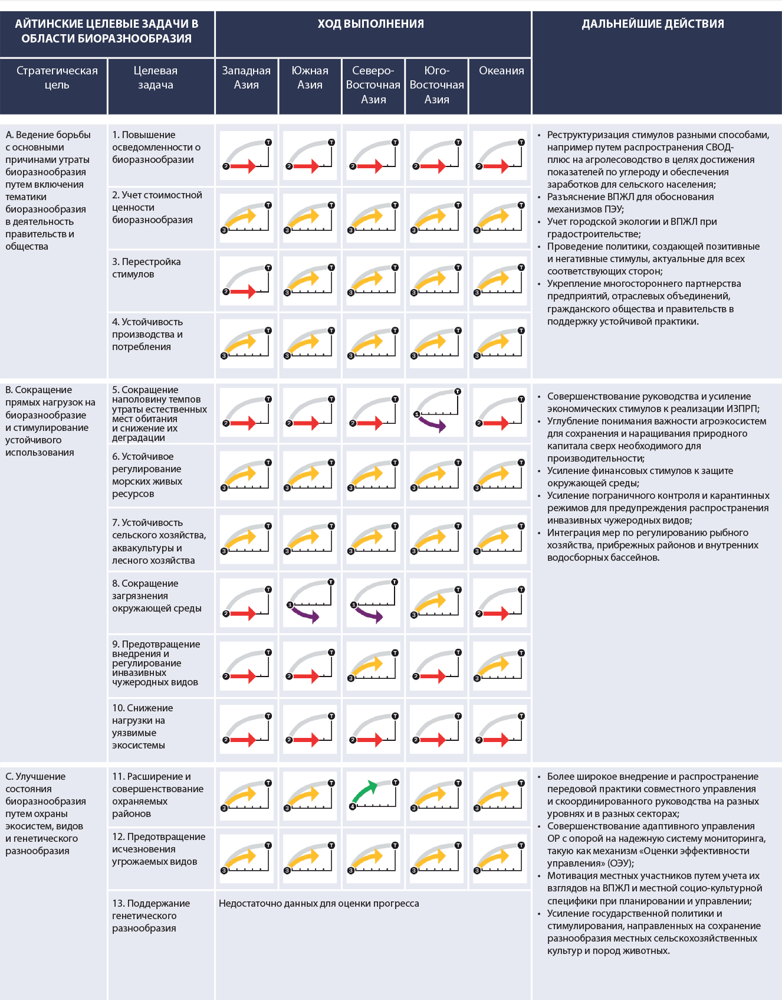 АЙТИНСКИЕ ЦЕЛЕВЫЕ ЗАДАЧИ В
ОБЛАСТИ БИОРАЗНООБРАЗИЯ
ХОД ВЫПОЛНЕНИЯ
ДАЛЬНЕЙШИЕ ДЕЙСТВИЯ
Стратегическая
цель
Целевая
задача
Западная
Азия
Южная
Азия
Северо-
Восточная
Азия
Юго-
Восточная
Азия
Океания
A. Ведение борьбы
с основными
причинами утраты
биоразнообразия
путем включения
тематики
биоразнообразия
в деятельность
правительств и
общества
1. Повышение
осведомленности о
биоразнообразии
2 T
2 T
2 T
2 T
2 T
2. Учет стоимостной
ценности
биоразнообразия
3 T
3 T
3 T
3 T
3 T
3. Перестройка
стимулов
2 T
3 T
3 T
3 T
3 T
4. Устойчивость
производства и
потребления
3 T
3 T
3 T
3 T
3 T
• Реструктуризация стимулов разными способами,
например путем распространения СВОД-
плюс на агролесоводство в целях достижения
показателей по углероду и обеспечения
заработков для сельского населения;
• Разъяснение ВПЖЛ для обоснования
механизмов ПЭУ;
• Учет городской экологии и ВПЖЛ при
градостроительстве;
• Проведение политики, создающей позитивные
и негативные стимулы, актуальные для всех
соответствующих сторон;
• Укрепление многостороннего партнерства
предприятий, отраслевых объединений,
гражданского общества и правительств в
поддержку устойчивой практики.
B. Сокращение
прямых нагрузок на
биоразнообразие
и стимулирование
устойчивого
использования
5. Сокращение
наполовину темпов
утраты естественных
мест обитания
и снижение их
деградации
2 T
2 T
2 T
1 T
2 T
6. Устойчивое
регулирование
морских живых
ресурсов
3 T
3 T
3 T
3 T
3 T
7. Устойчивость
сельского хозяйства,
аквакультуры и
лесного хозяйства
3 T
3 T
3 T
3 T
3 T
8. Сокращение
загрязнения
окружающей среды
2 T
1 T
1 T
3 T
2 T
9. Предотвращение
внедрения и
регулирование
инвазивных
чужеродных видов
2 T
2 T
3 T
2 T
3 T
10. Снижение
нагрузки на
уязвимые
экосистемы
2 T
2 T
2 T
2 T
2 T
• Совершенствование руководства и усиление
экономических стимулов к реализации ИЗПРП;
• Углубление понимания важности агроэкосистем
для сохранения и наращивания природного
капитала сверх необходимого для
производительности;
• Усиление финансовых стимулов к защите
окружающей среды;
• Усиление пограничного контроля и карантинных
режимов для предупреждения распространения
инвазивных чужеродных видов;
• Интеграция мер по регулированию рыбного
хозяйства, прибрежных районов и внутренних
водосборных бассейнов.
C. Улучшение
состояния
биоразнообразия
путем охраны
экосистем, видов
и генетического
разнообразия
11. Расширение и
совершенствование
охраняемых
районов
3 T
3 T
4 T
3 T
3 T
12. Предотвращение
исчезновения
угрожаемых видов
3 T
3 T
3 T
3 T
3 T
13. Поддержание
генетического
разнообразия
Недостаточно данных для оценки прогресса
• Более широкое внедрение и распространение
передовой практики совместного управления
и скоординированного руководства на разных
уровнях и в разных секторах;
• Совершенствование адаптивного управления
ОР с опорой на надежную систему мониторинга,
такую как механизм «Оценки эффективности
управления» (ОЭУ);
• Мотивация местных участников путем учета их
взглядов на ВПЖЛ и местной социо-культурной
специфики при планировании и управлении;
• Усиление государственной политики и
стимулирования, направленных на сохранение
разнообразия местных сельскохозяйственных
культур и пород животных.